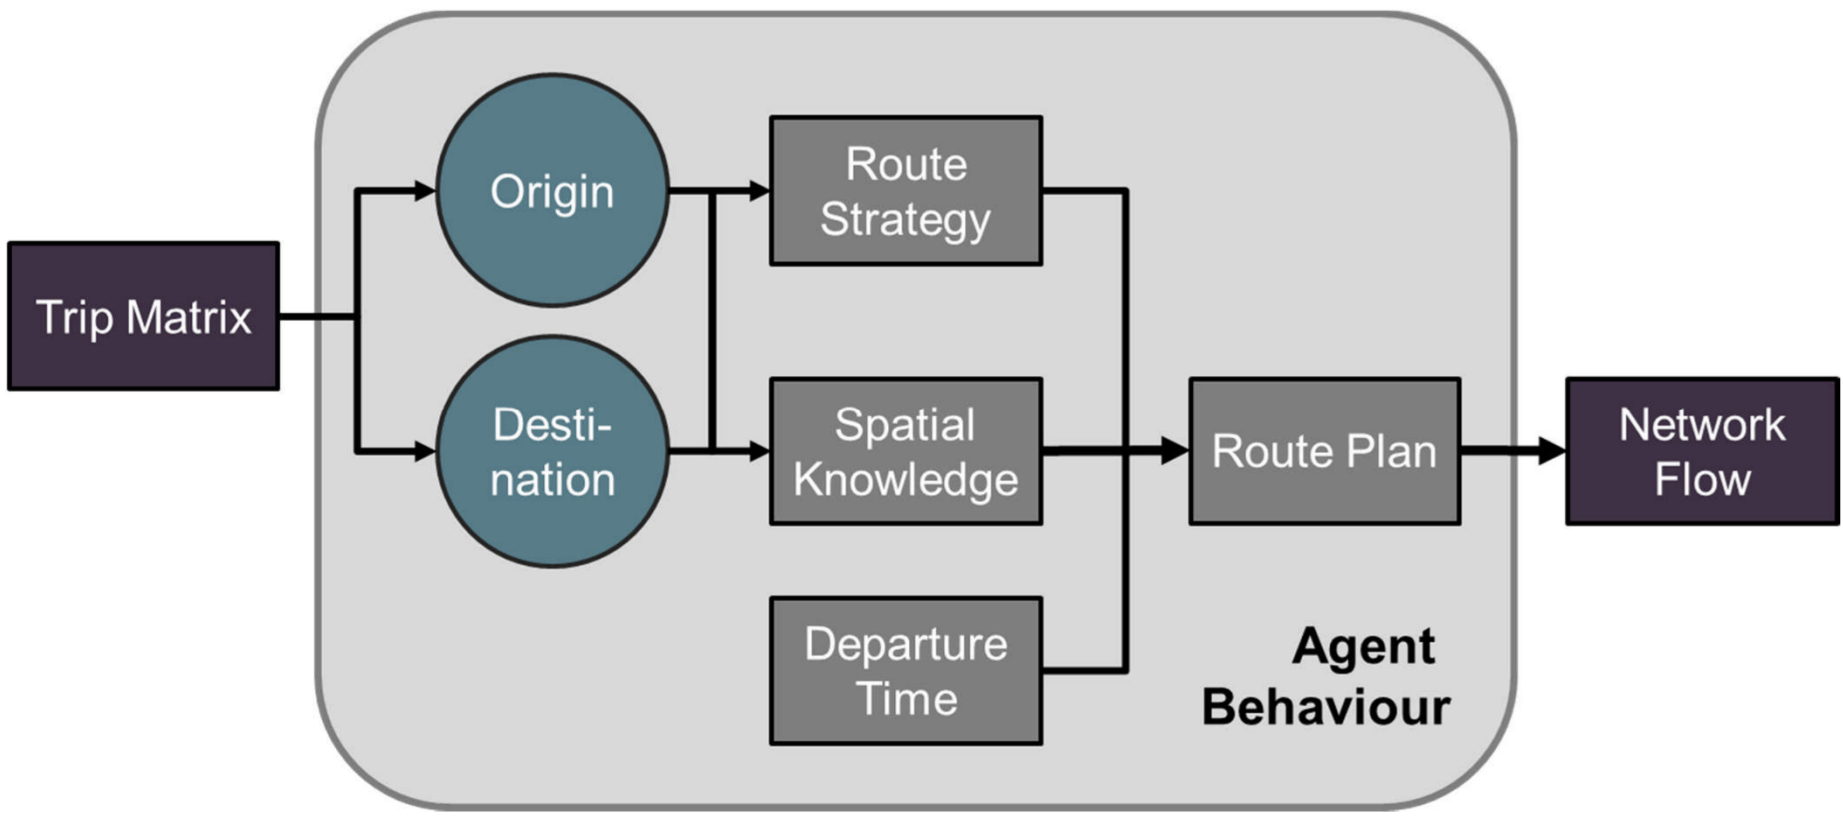 Trip Matrix
Origin
Desti-
nation
Route
Strategy
Spatial
Knowledge
Departure
Time
Route Plan
Network
Flow
Agent
Behaviour